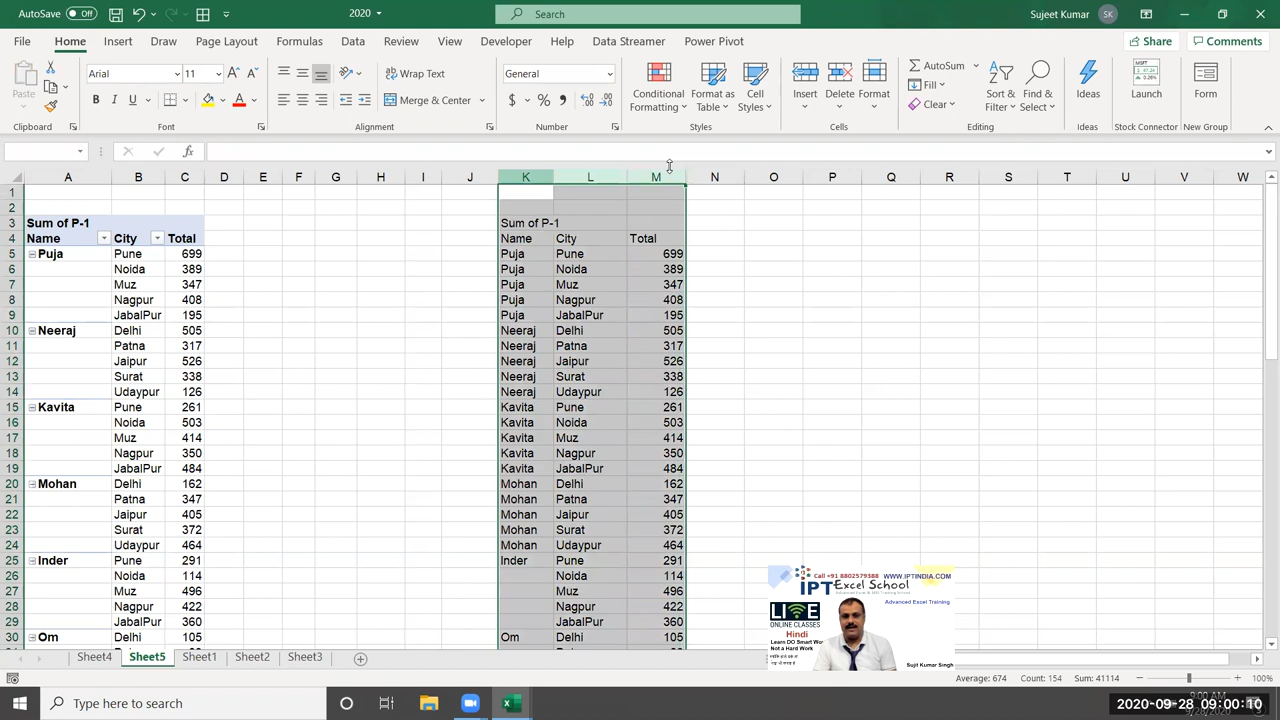 AutoSave Off 2020 Search Sujeet Kumar SK
File Home Insert Draw Page Layout Formulas Data Review View Developer Help Data Streamer Power Pivot Share Comments
Paste Arial 11 Wrap Text General Conditional Formatting Format as Table Cell Styles Insert Delete Format AutoSum Sort & Filter Find & Select Ideas Launch Form
B I U Merge & Center $ % Fill
Clear
Clipboard Font Alignment Number Styles Cells Editing Ideas Stock Connector New Group
fx
A B C D E F G H I J K L M N O P Q R S T U V W
1
2
3 Sum of P-1 Sum of P-1
4 Name City Total Name City Total
5 Puja Pune 699 Puja Pune 699
6 Noida 389 Puja Noida 389
7 Muz 347 Puja Muz 347
8 Nagpur 408 Puja Nagpur 408
9 JabalPur 195 Puja JabalPur 195
10 Neeraj Delhi 505 Neeraj Delhi 505
11 Patna 317 Neeraj Patna 317
12 Jaipur 526 Neeraj Jaipur 526
13 Surat 338 Neeraj Surat 338
14 Udaypur 126 Neeraj Udaypur 126
15 Kavita Pune 261 Kavita Pune 261
16 Noida 503 Kavita Noida 503
17 Muz 414 Kavita Muz 414
18 Nagpur 350 Kavita Nagpur 350
19 JabalPur 484 Kavita JabalPur 484
20 Mohan Delhi 162 Mohan Delhi 162
21 Patna 347 Mohan Patna 347
22 Jaipur 405 Mohan Jaipur 405
23 Surat 372 Mohan Surat 372
24 Udaypur 464 Mohan Udaypur 464
25 Inder Pune 291 Inder Pune 291
26 Noida 114 Noida 114
27 Muz 496 Muz 496
28 Nagpur 422 Nagpur 422
29 JabalPur 360 JabalPur 360
30 Om Delhi 105 Om Delhi 105
Call +91 8802579388 WWW.IPTINDIA.COM
IPT Excel School
Advanced Excel Training
LIVE
ONLINE CLASSES
Hindi
Learn DO Smart
Not a Hard Work
Sujit Kumar Singh
Sheet5 Sheet1 Sheet2 Sheet3
Average: 674 Count: 154 Sum: 41114 100%
Type here to search
2020-09-28 09:00:10